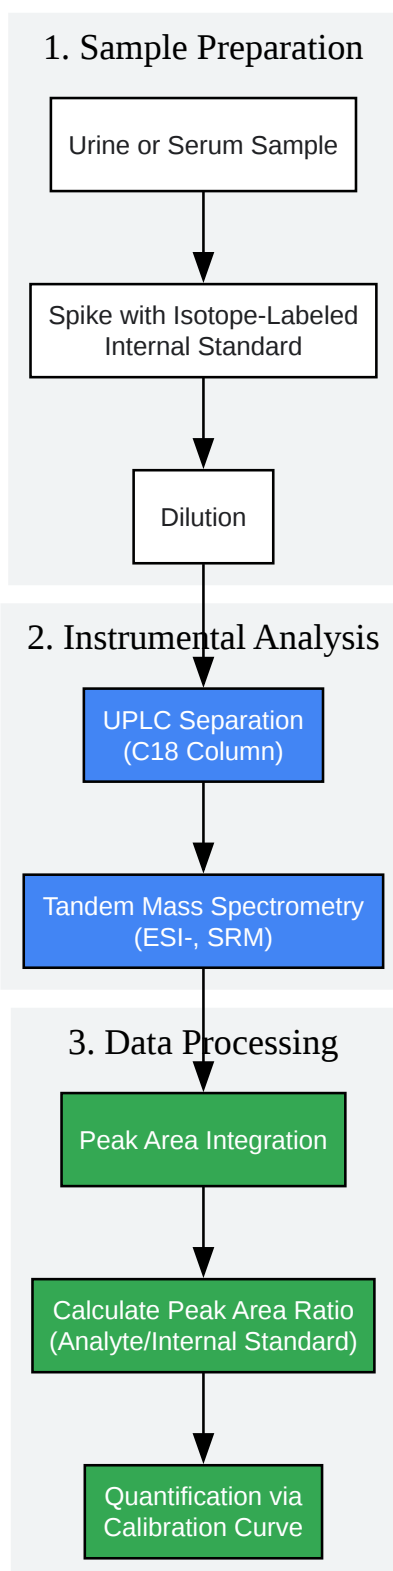 1. Sample Preparation
Urine or Serum Sample
Spike with Isotope-Labeled
Internal Standard
Dilution
2. Instrumental Analysis
UPLC Separation
(C18 Column)
Tandem Mass Spectrometry
(ESI-, SRM)
3. Data Processing
Peak Area Integration
Calculate Peak Area Ratio
(Analyte/Internal Standard)
Quantification via
Calibration Curve